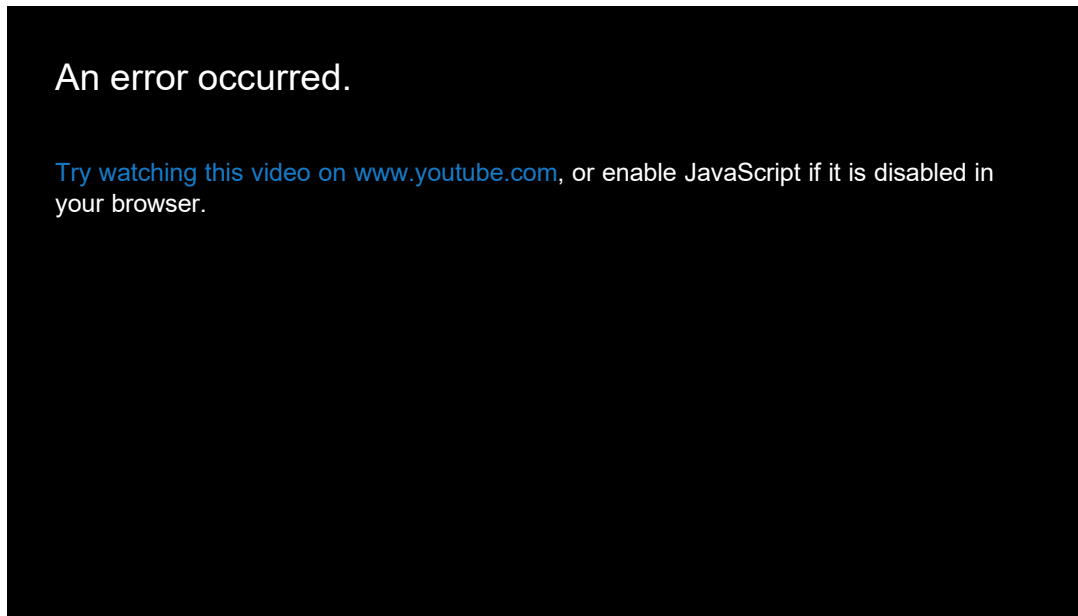 An error occurred.
Try watching this video on www.youtube.com, or enable JavaScript if it is disabled in
your browser.